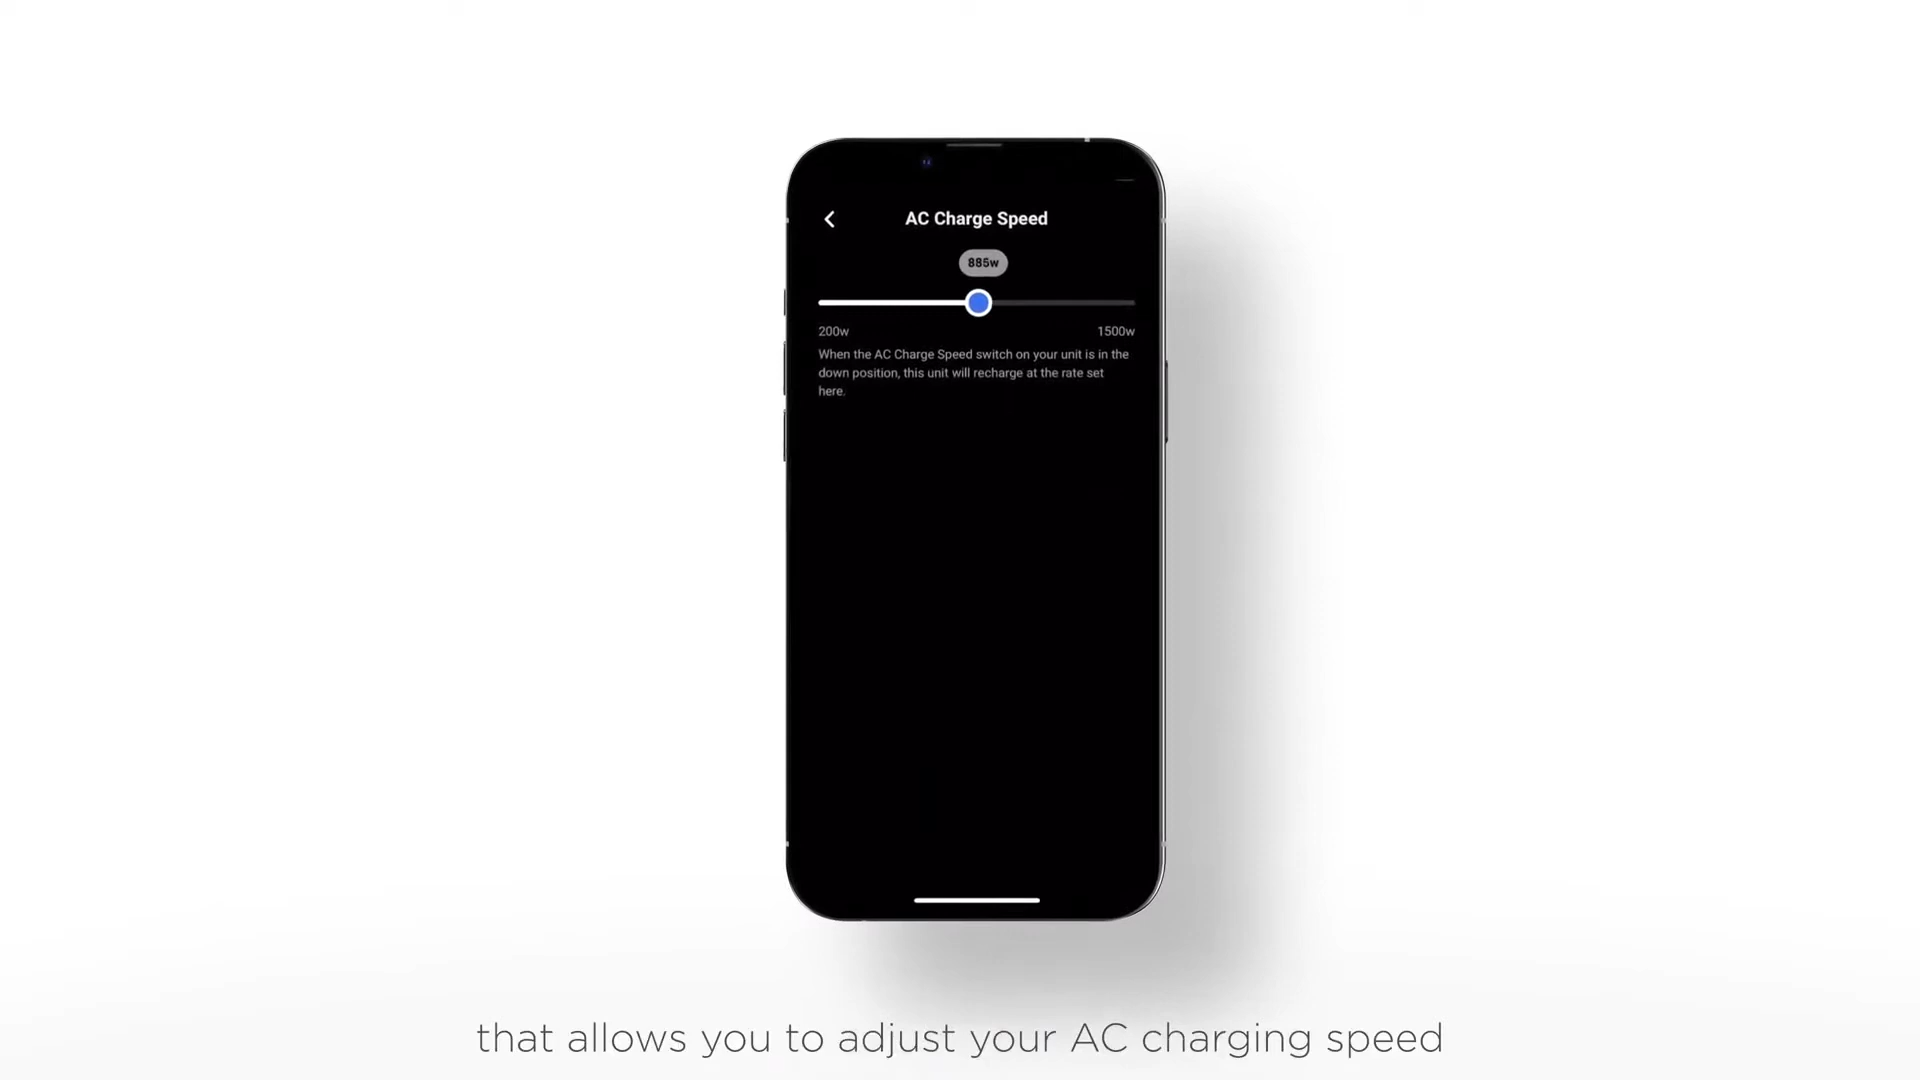 AC Charge Speed
885w
200w 1500w
When the AC Charge Speed switch on your unit is in the
down position, this unit will recharge at the rate set
here.
that allows you to adjust your AC charging speed